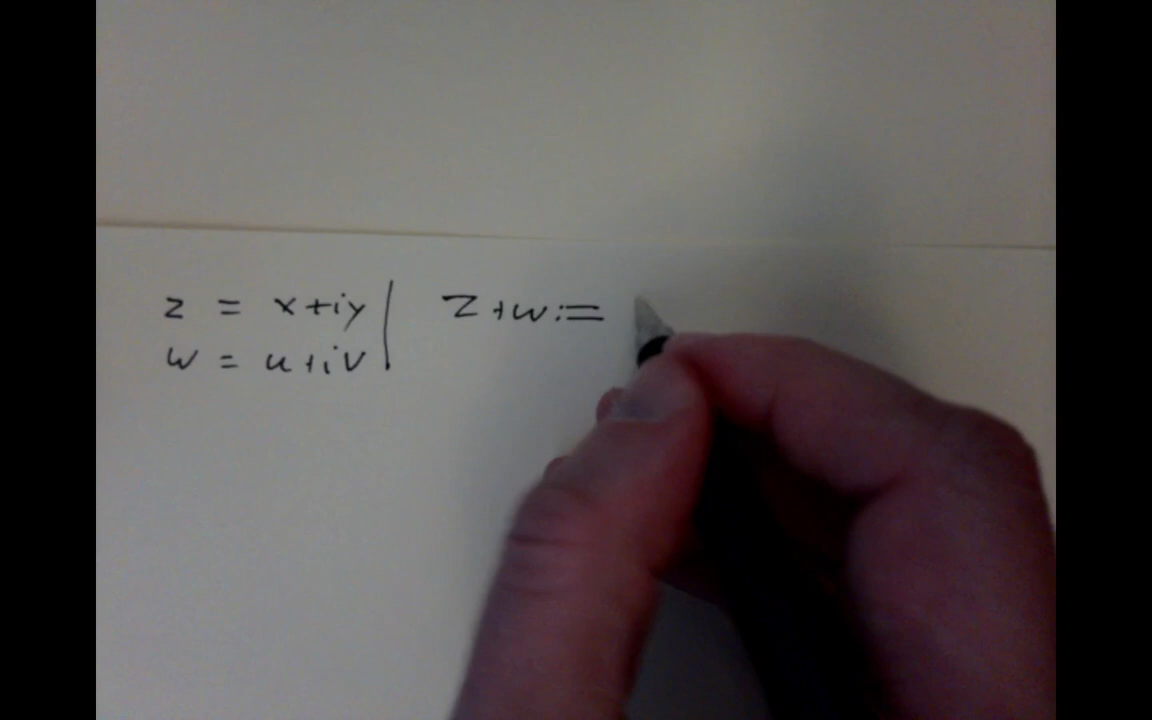 z = x+iy | z+w:=
w = u+iv